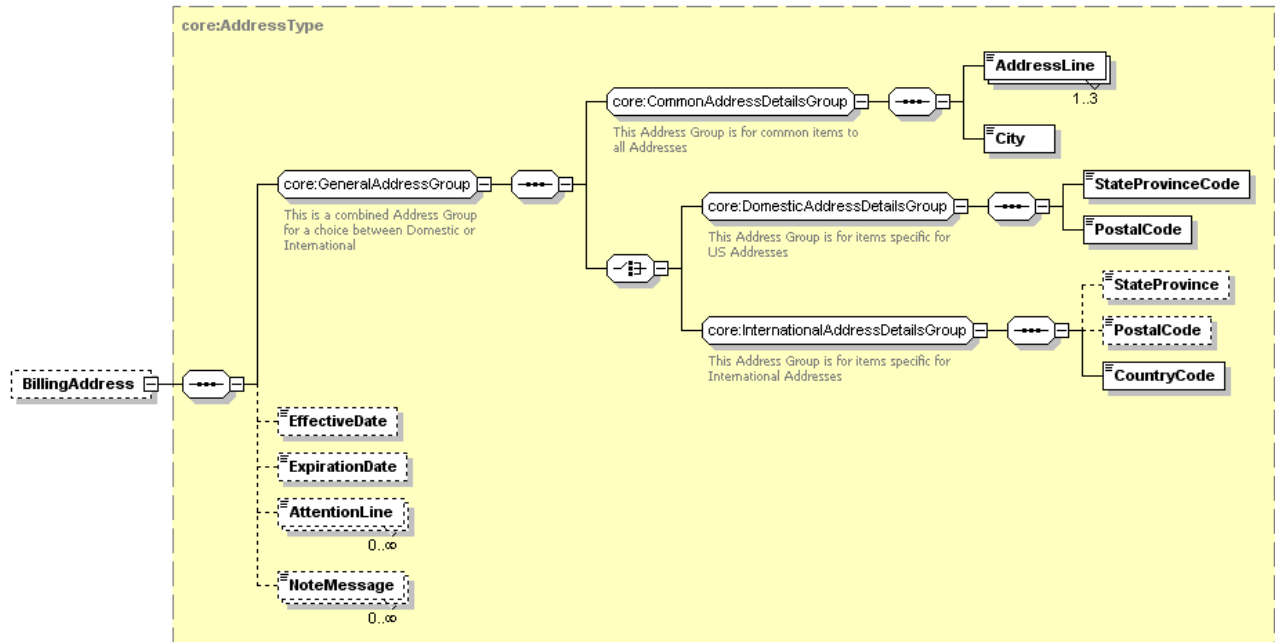 core:AddressType
AddressLine
1..3
core:CommonAddressDetailsGroup
This Address Group is for common items to
all Addresses
City
core:GeneralAddressGroup
This is a combined Address Group
for a choice between Domestic or
International
StateProvinceCode
core:DomesticAddressDetailsGroup
This Address Group is for items specific for
US Addresses
PostalCode
StateProvince
core:InternationalAddressDetailsGroup
This Address Group is for items specific for
International Addresses
PostalCode
CountryCode
BillingAddress
EffectiveDate
ExpirationDate
AttentionLine
0..∞
NoteMessage
0..∞